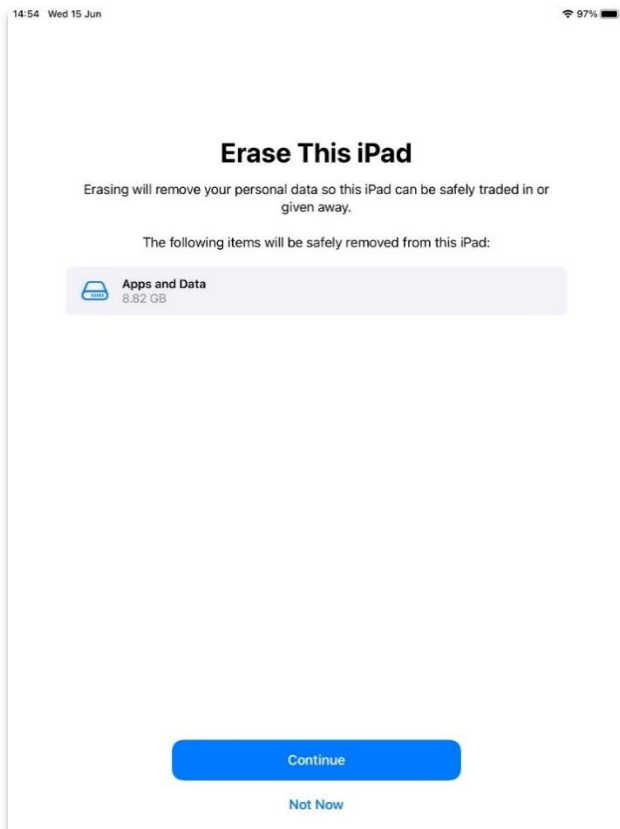 14:54 Wed 15 Jun
97%
Erase This iPad
Erasing will remove your personal data so this iPad can be safely traded in or
given away.
The following items will be safely removed from this iPad:
Apps and Data
8.82 GB
Continue
Not Now